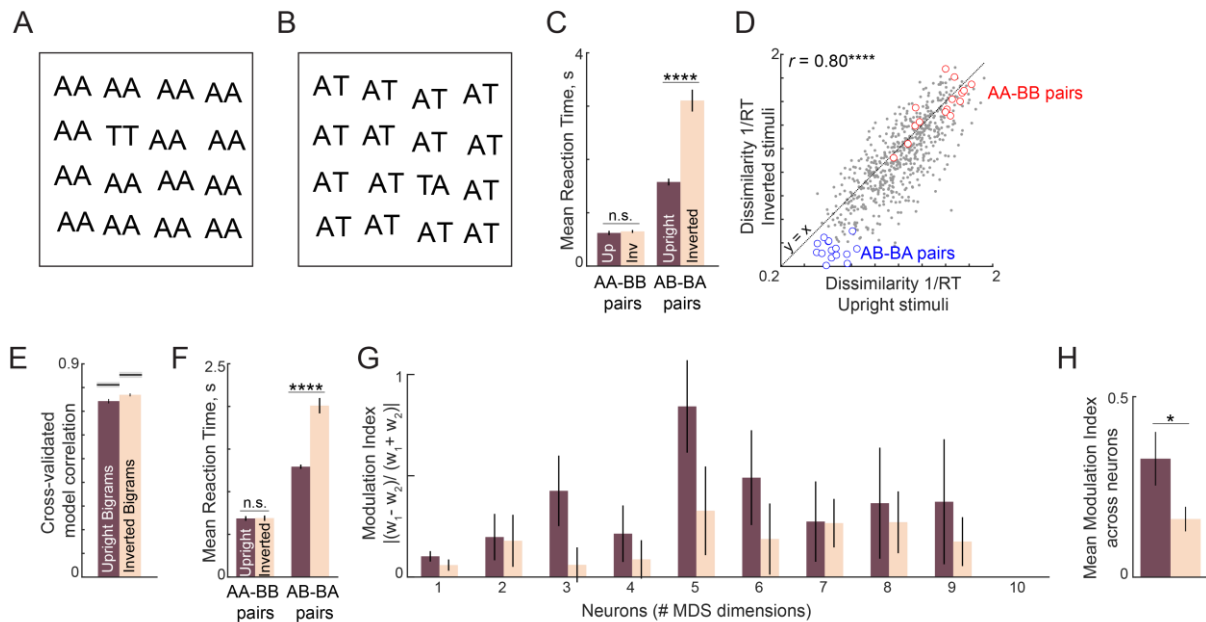 A
AA AA AA AA
AA TT AA AA
AA AA AA AA
AA AA AA AA
B
AT AT AT AT
AT AT AT AT
AT AT TA AT
AT AT AT AT
C
Mean Reaction Time, s
4
0
n.s.
****
Up
Inv
Upright
Inverted
AA-BB
pairs
AB-BA
pairs
D
Dissimilarity 1/RT
Inverted stimuli
2
r = 0.80****
AA-BB pairs
y = x
AB-BA pairs
0.2
2
Dissimilarity 1/RT
Upright stimuli
E
Cross-validated
model correlation
0.9
0
Upright Bigrams
Inverted Bigrams
F
Mean Reaction Time, s
2.5
0
n.s.
****
Upright
Inverted
AA-BB
pairs
AB-BA
pairs
G
Modulation Index
|(w1 - w2)/ (w1 + w2)|
1
0
1 2 3 4 5 6 7 8 9 10
Neurons (# MDS dimensions)
H
Mean Modulation Index
across neurons
0.5
0
*